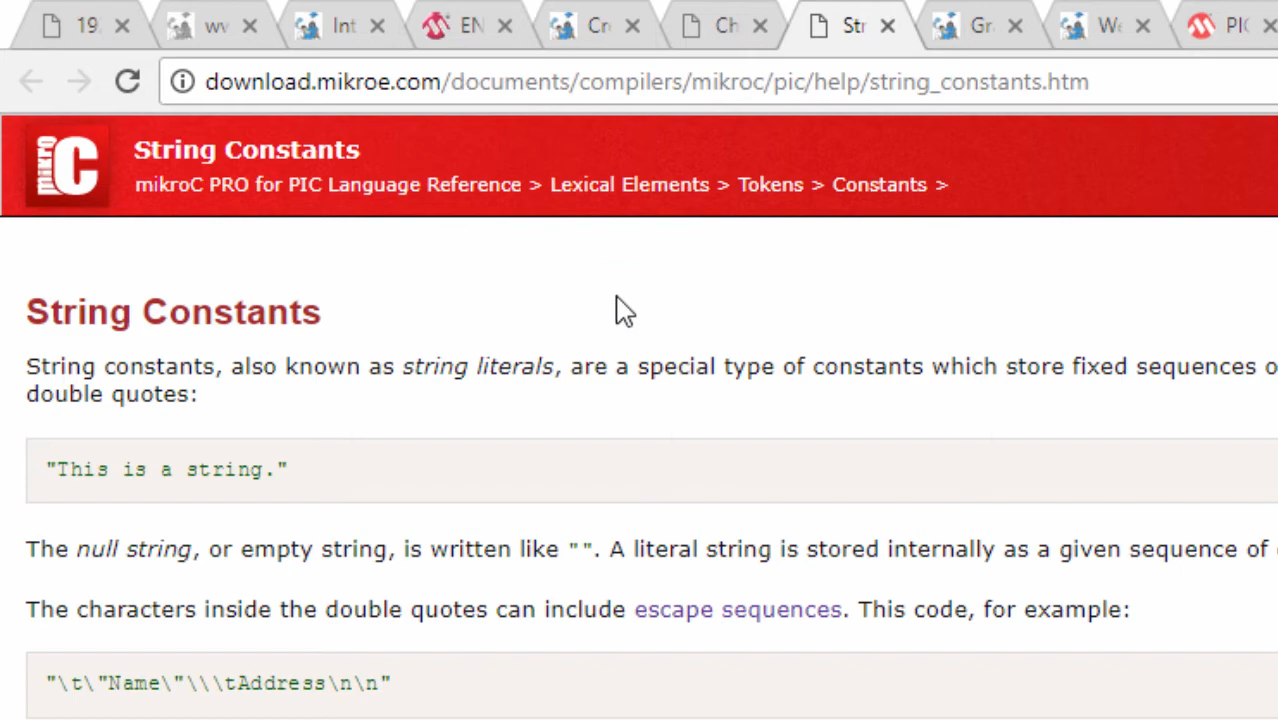 19. wv Int EN Cre Ch Str Gr We PIC
download.mikroe.com/documents/compilers/mikroc/pic/help/string_constants.htm
mikro C
String Constants
mikroC PRO for PIC Language Reference > Lexical Elements > Tokens > Constants >
String Constants
String constants, also known as string literals, are a special type of constants which store fixed sequences
double quotes:
"This is a string."
The null string, or empty string, is written like "". A literal string is stored internally as a given sequence of
The characters inside the double quotes can include escape sequences. This code, for example:
"\t\"Name\"\\\tAddress\n\n"